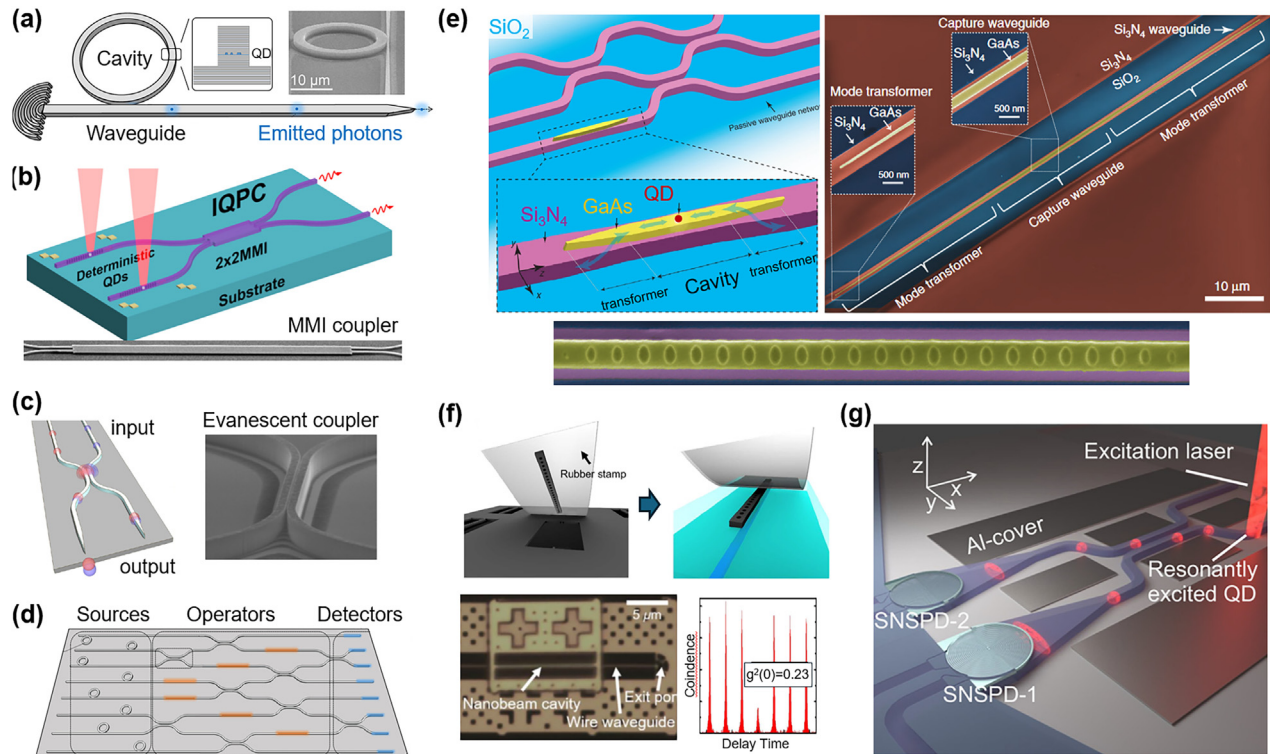 (a)
Cavity
QD
10 μm
Waveguide
Emitted photons
(b)
IQPC
Deterministic
QDs
2x2MMI
Substrate
MMI coupler
(c)
input
Evanescent coupler
output
(d)
Sources
Operators
Detectors
(e)
SiO2
Passive waveguide network
QD
GaAs
Si3N4
y
z
x
transformer
Cavity
transformer
Capture waveguide
Si3N4
GaAs
500 nm
Mode transformer
Si3N4
GaAs
500 nm
Si3N4 waveguide
Si3N4
SiO2
Mode transformer
Capture waveguide
Mode transformer
10 μm
(f)
Rubber stamp
5 μm
Nanobeam cavity
Wire waveguide
Exit port
Coindence
g2(0)=0.23
Delay Time
(g)
z
y
x
Excitation laser
Al-cover
Resonantly
excited QD
SNSPD-2
SNSPD-1